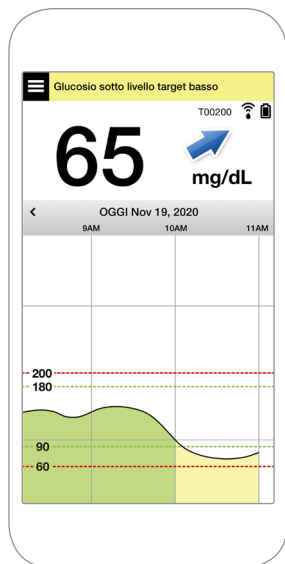 Glucosio sotto livello target basso
T00200
65
mg/dL
OGGI Nov 19, 2020
9AM 10AM 11AM
200
180
90
60